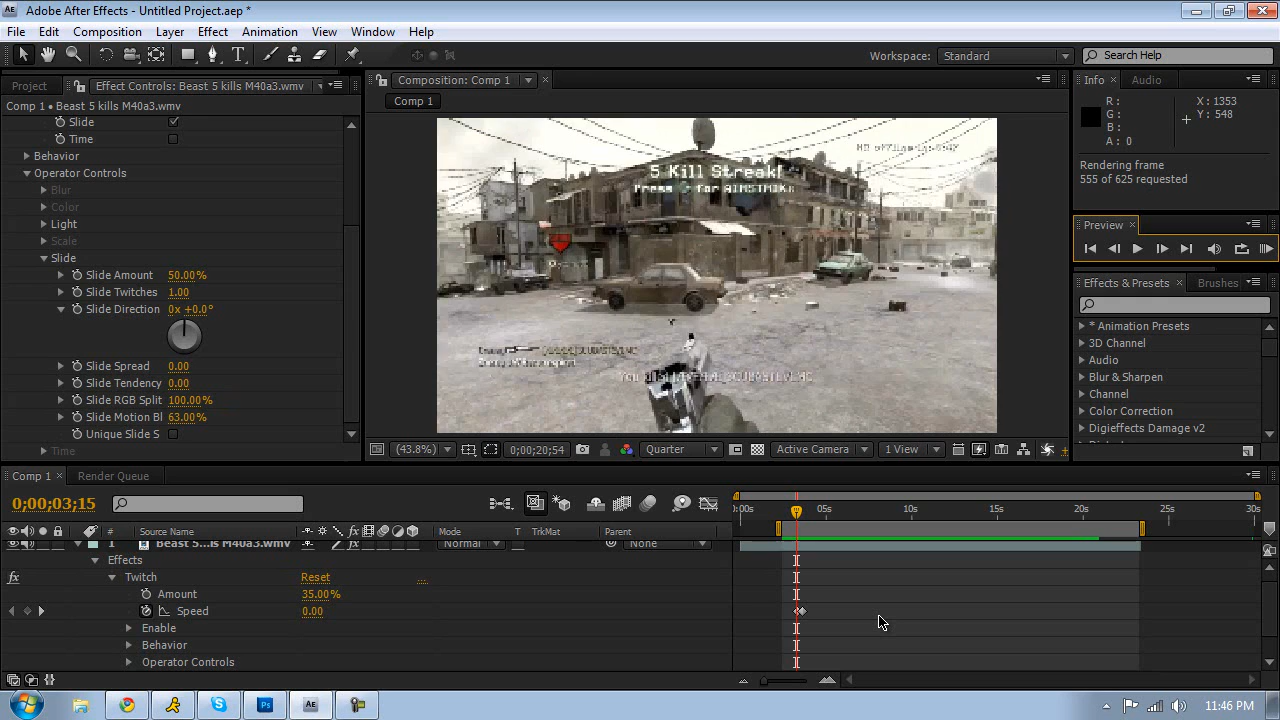 Adobe After Effects - Untitled Project.aep *
File Edit Composition Layer Effect Animation View Window Help
Workspace: Standard Search Help
Project Effect Controls: Beast 5 kills M40a3.wmv
Comp 1 • Beast 5 kills M40a3.wmv
Slide
Time
Behavior
Operator Controls
Blur
Color
Light
Scale
Slide
Slide Amount 50.00%
Slide Twitches 1.00
Slide Direction 0x +0.0°
Slide Spread 0.00
Slide Tendency 0.00
Slide RGB Split 100.00%
Slide Motion Bl 63.00%
Unique Slide S
Time
Composition: Comp 1
Comp 1
5 Kill Streak!
Press for
You
(43.8%) 0;00;20;54 Quarter Active Camera 1 View
Info Audio
R : X : 1353
G : Y : 548
B :
A : 0
Rendering frame
555 of 625 requested
Preview
Effects & Presets Brushes
* Animation Presets
3D Channel
Audio
Blur & Sharpen
Channel
Color Correction
Digieffects Damage v2
Comp 1 Render Queue
0;00;03;15
:00s 05s 10s 15s 20s 25s 30s
# Source Name Mode T TrkMat Parent
1 Beast 5...ls M40a3.wmv Normal None
Effects
Twitch Reset ...
Amount 35.00%
Speed 0.00
Enable
Behavior
Operator Controls
11:46 PM